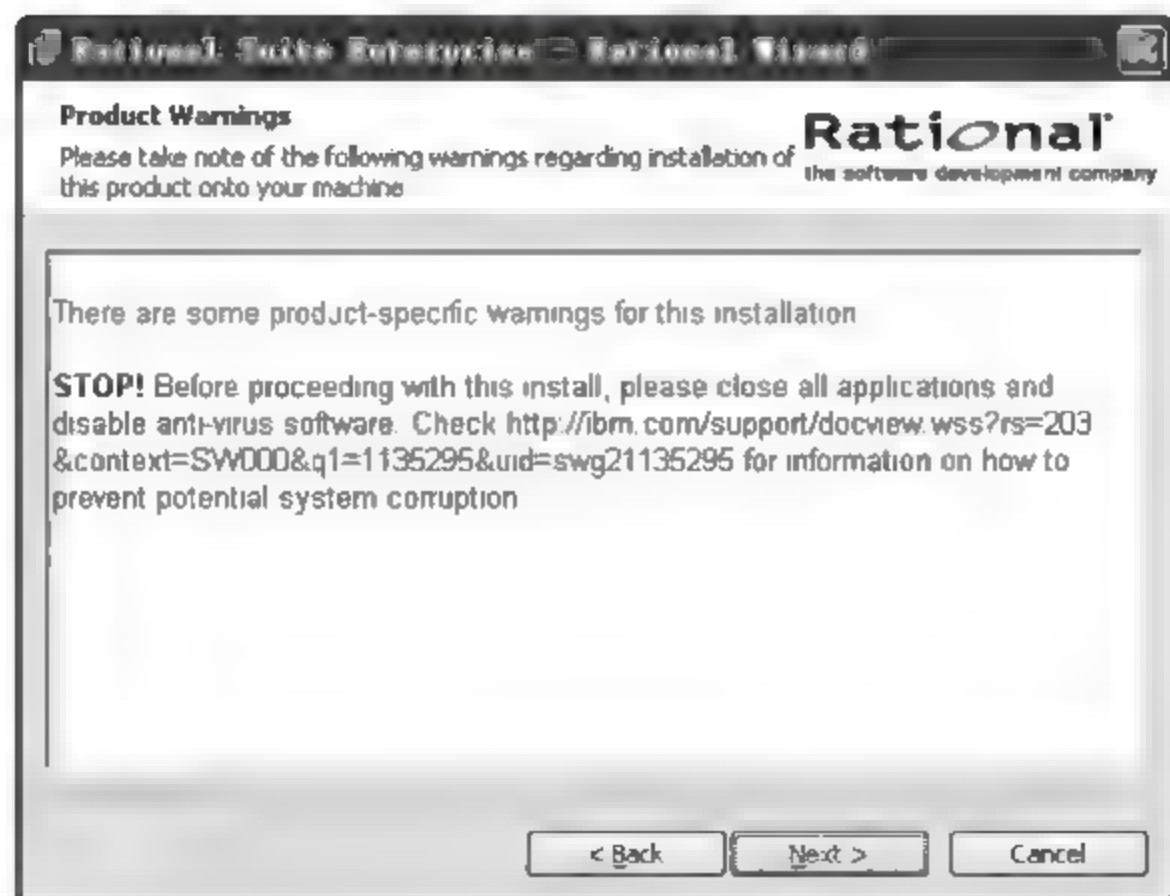 Rational Suite Enterprise - Rational Wizard
Product Warnings
Please take note of the following warnings regarding installation of
this product onto your machine
Rational
the software development company
There are some product-specific warnings for this installation
STOP! Before proceeding with this install, please close all applications and
disable anti-virus software. Check http://ibm.com/support/docview.wss?rs=203
&context=SW000&q1=1135295&uid=swg21135295 for information on how to
prevent potential system corruption
< Back
Next >
Cancel